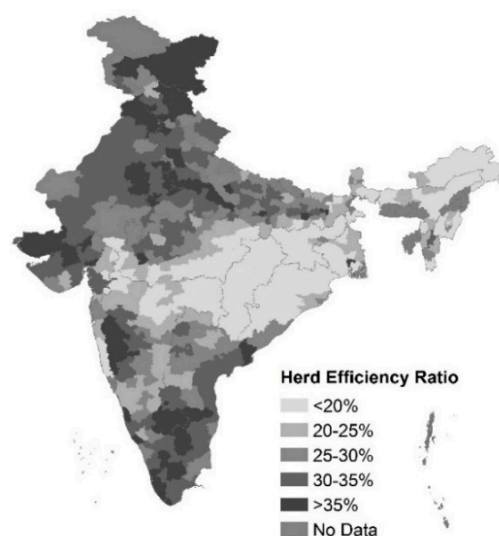 Herd Efficiency Ratio
<20%
20-25%
25-30%
30-35%
>35%
No Data